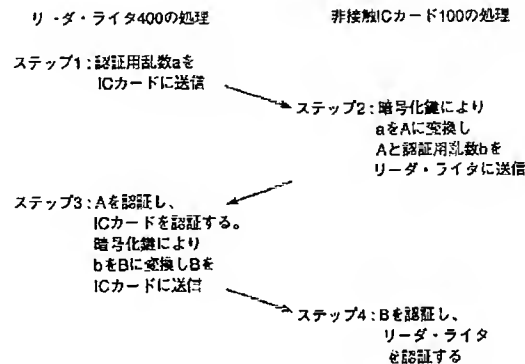 リーダ・ライタ400の処理
非接触ICカード100の処理
ステップ1：認証用乱数aを
ICカードに送信
ステップ2：暗号化鍵により
aをAに変換し
Aと認証用乱数bを
リーダ・ライタに送信
ステップ3：Aを認証し、
ICカードを認証する。
暗号化鍵により
bをBに変換しBを
ICカードに送信
ステップ4：Bを認証し、
リーダ・ライタ
を認証する